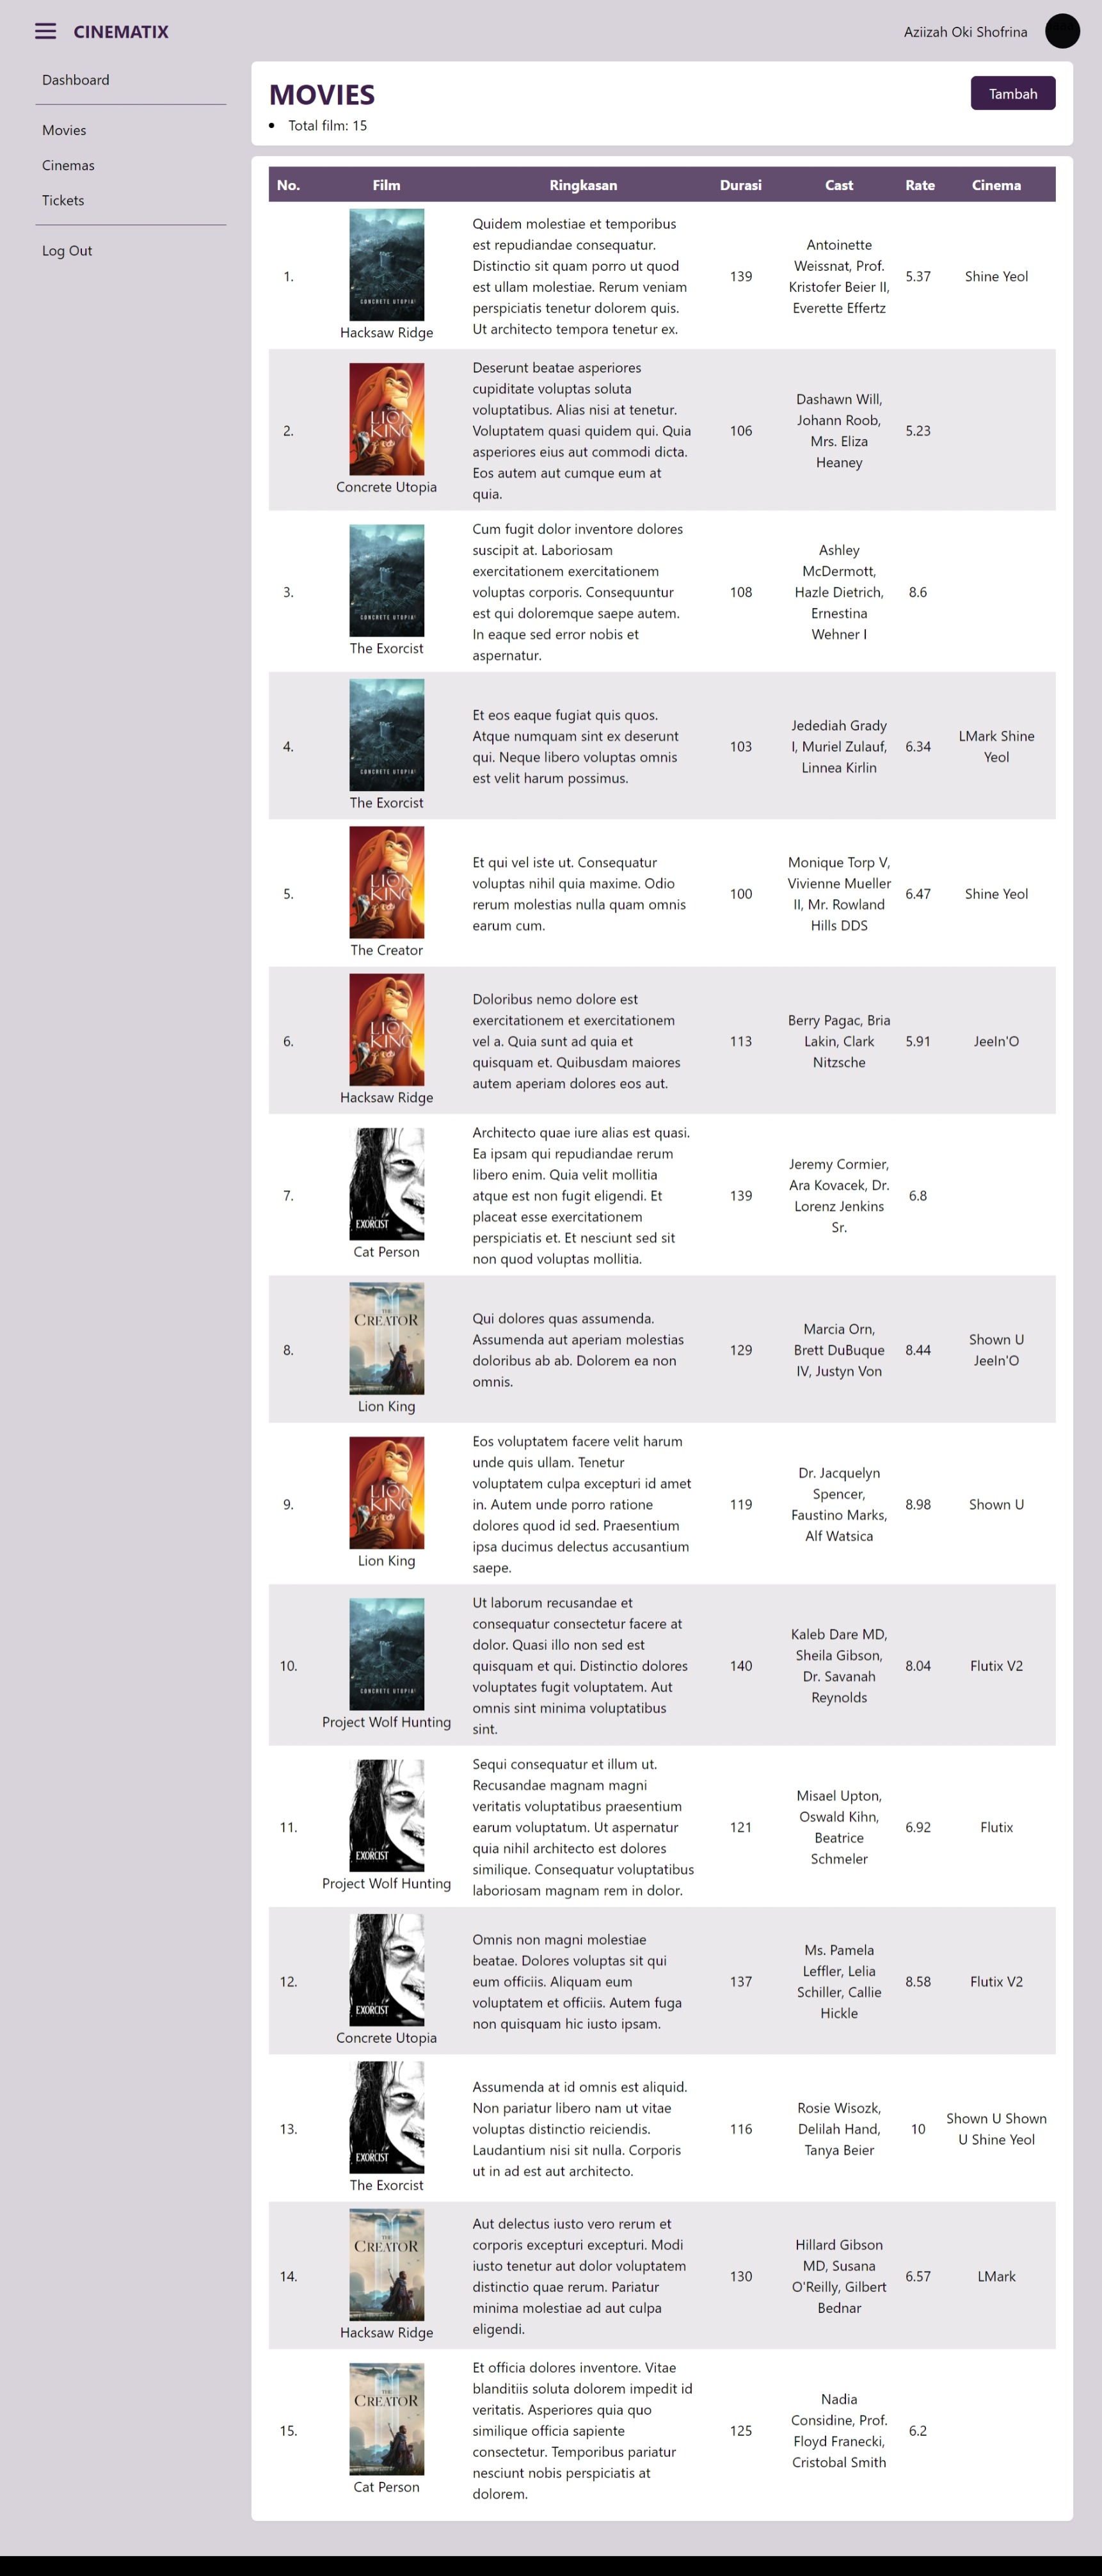 CINEMATIX
Aziizah Oki Shofrina
Dashboard
Movies
Cinemas
Tickets
Log Out
MOVIES
Tambah
• Total film: 15
No. Film Ringkasan Durasi Cast Rate Cinema
1.
CONCRETE UTOPIA
Hacksaw Ridge
Quidem molestiae et temporibus
est repudiandae consequatur.
Distinctio sit quam porro ut quod
est ullam molestiae. Rerum veniam
perspiciatis tenetur dolorem quis.
Ut architecto tempora tenetur ex.
139
Antoinette
Weissnat, Prof.
Kristofer Beier II,
Everette Effertz
5.37
Shine Yeol
2.
LION
KING
Concrete Utopia
Deserunt beatae asperiores
cupiditate voluptas soluta
voluptatibus. Alias nisi at tenetur.
Voluptatem quasi quidem qui. Quia
asperiores eius aut commodi dicta.
Eos autem aut cumque eum at
quia.
106
Dashawn Will,
Johann Roob,
Mrs. Eliza
Heaney
5.23
3.
CONCRETE UTOPIA
The Exorcist
Cum fugit dolor inventore dolores
suscipit at. Laboriosam
exercitationem exercitationem
voluptas corporis. Consequuntur
est qui doloremque saepe autem.
In eaque sed error nobis et
aspernatur.
108
Ashley
McDermott,
Hazle Dietrich,
Ernestina
Wehner I
8.6
4.
CONCRETE UTOPIA
The Exorcist
Et eos eaque fugiat quis quos.
Atque numquam sint ex deserunt
qui. Neque libero voluptas omnis
est velit harum possimus.
103
Jedediah Grady
I, Muriel Zulauf,
Linnea Kirlin
6.34
LMark Shine
Yeol
5.
LION
KING
The Creator
Et qui vel iste ut. Consequatur
voluptas nihil quia maxime. Odio
rerum molestias nulla quam omnis
earum cum.
100
Monique Torp V,
Vivienne Mueller
II, Mr. Rowland
Hills DDS
6.47
Shine Yeol
6.
LION
KING
Hacksaw Ridge
Doloribus nemo dolore est
exercitationem et exercitationem
vel a. Quia sunt ad quia et
quisquam et. Quibusdam maiores
autem aperiam dolores eos aut.
113
Berry Pagac, Bria
Lakin, Clark
Nitzsche
5.91
JeeIn'O
7.
EXORCIST
Cat Person
Architecto quae iure alias est quasi.
Ea ipsam qui repudiandae rerum
libero enim. Quia velit mollitia
atque est non fugit eligendi. Et
placeat esse exercitationem
perspiciatis et. Et nesciunt sed sit
non quod voluptas mollitia.
139
Jeremy Cormier,
Ara Kovacek, Dr.
Lorenz Jenkins
Sr.
6.8
8.
THE
CREATOR
Lion King
Qui dolores quas assumenda.
Assumenda aut aperiam molestias
doloribus ab ab. Dolorem ea non
omnis.
129
Marcia Orn,
Brett DuBuque
IV, Justyn Von
8.44
Shown U
JeeIn'O
9.
LION
KING
Lion King
Eos voluptatem facere velit harum
unde quis ullam. Tenetur
voluptatem culpa excepturi id amet
in. Autem unde porro ratione
dolores quod id sed. Praesentium
ipsa ducimus delectus accusantium
saepe.
119
Dr. Jacquelyn
Spencer,
Faustino Marks,
Alf Watsica
8.98
Shown U
10.
CONCRETE UTOPIA
Project Wolf Hunting
Ut laborum recusandae et
consequatur consectetur facere at
dolor. Quasi illo non sed est
quisquam et qui. Distinctio dolores
voluptates fugit voluptatem. Aut
omnis sint minima voluptatibus
sint.
140
Kaleb Dare MD,
Sheila Gibson,
Dr. Savanah
Reynolds
8.04
Flutix V2
11.
EXORCIST
Project Wolf Hunting
Sequi consequatur et illum ut.
Recusandae magnam magni
veritatis voluptatibus praesentium
earum voluptatum. Ut aspernatur
quia nihil architecto est dolores
similique. Consequatur voluptatibus
laboriosam magnam rem in dolor.
121
Misael Upton,
Oswald Kihn,
Beatrice
Schmeler
6.92
Flutix
12.
EXORCIST
Concrete Utopia
Omnis non magni molestiae
beatae. Dolores voluptas sit qui
eum officiis. Aliquam eum
voluptatem et officiis. Autem fuga
non quisquam hic iusto ipsam.
137
Ms. Pamela
Leffler, Lelia
Schiller, Callie
Hickle
8.58
Flutix V2
13.
EXORCIST
The Exorcist
Assumenda at id omnis est aliquid.
Non pariatur libero nam ut vitae
voluptas distinctio reiciendis.
Laudantium nisi sit nulla. Corporis
ut in ad est aut architecto.
116
Rosie Wisozk,
Delilah Hand,
Tanya Beier
10
Shown U Shown
U Shine Yeol
14.
THE
CREATOR
Hacksaw Ridge
Aut delectus iusto vero rerum et
corporis excepturi excepturi. Modi
iusto tenetur aut dolor voluptatem
distinctio quae rerum. Pariatur
minima molestiae ad aut culpa
eligendi.
130
Hillard Gibson
MD, Susana
O'Reilly, Gilbert
Bednar
6.57
LMark
15.
THE
CREATOR
Cat Person
Et officia dolores inventore. Vitae
blanditiis soluta dolorem impedit id
veritatis. Asperiores quia quo
similique officia sapiente
consectetur. Temporibus pariatur
nesciunt nobis perspiciatis at
dolorem.
125
Nadia
Considine, Prof.
Floyd Franecki,
Cristobal Smith
6.2